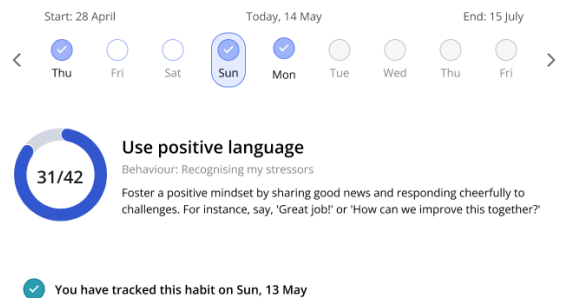 Start: 28 April Today, 14 May End: 15 July
Thu Fri Sat Sun Mon Tue Wed Thu Fri
Use positive language
31/42
Behaviour: Recognising my stressors
Foster a positive mindset by sharing good news and responding cheerfully to
challenges. For instance, say, 'Great job!' or 'How can we improve this together?'
You have tracked this habit on Sun, 13 May